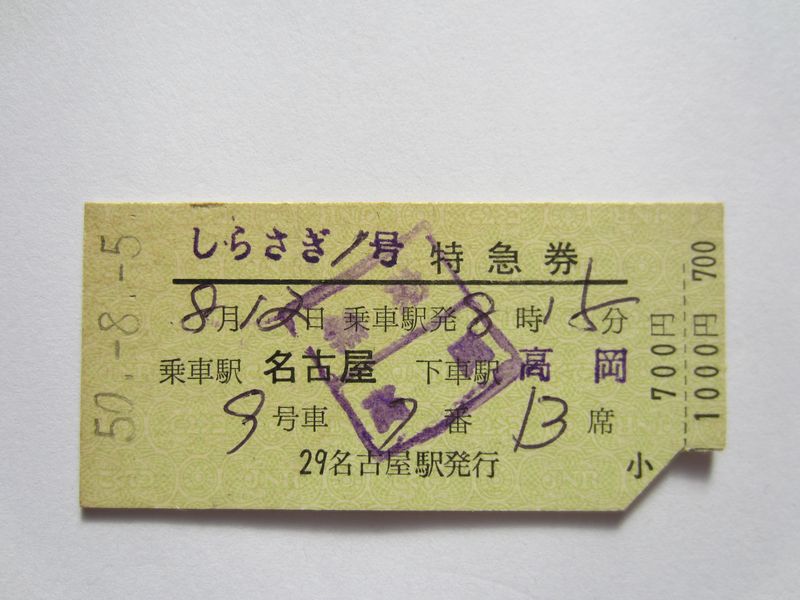 しらさぎ1号 特急券
8月12日 乗車駅発 8時15分
乗車駅 名古屋 下車駅 高岡
9号車 7番 B席
29名古屋駅発行 小
50.-8.-5
700円
1000円 700